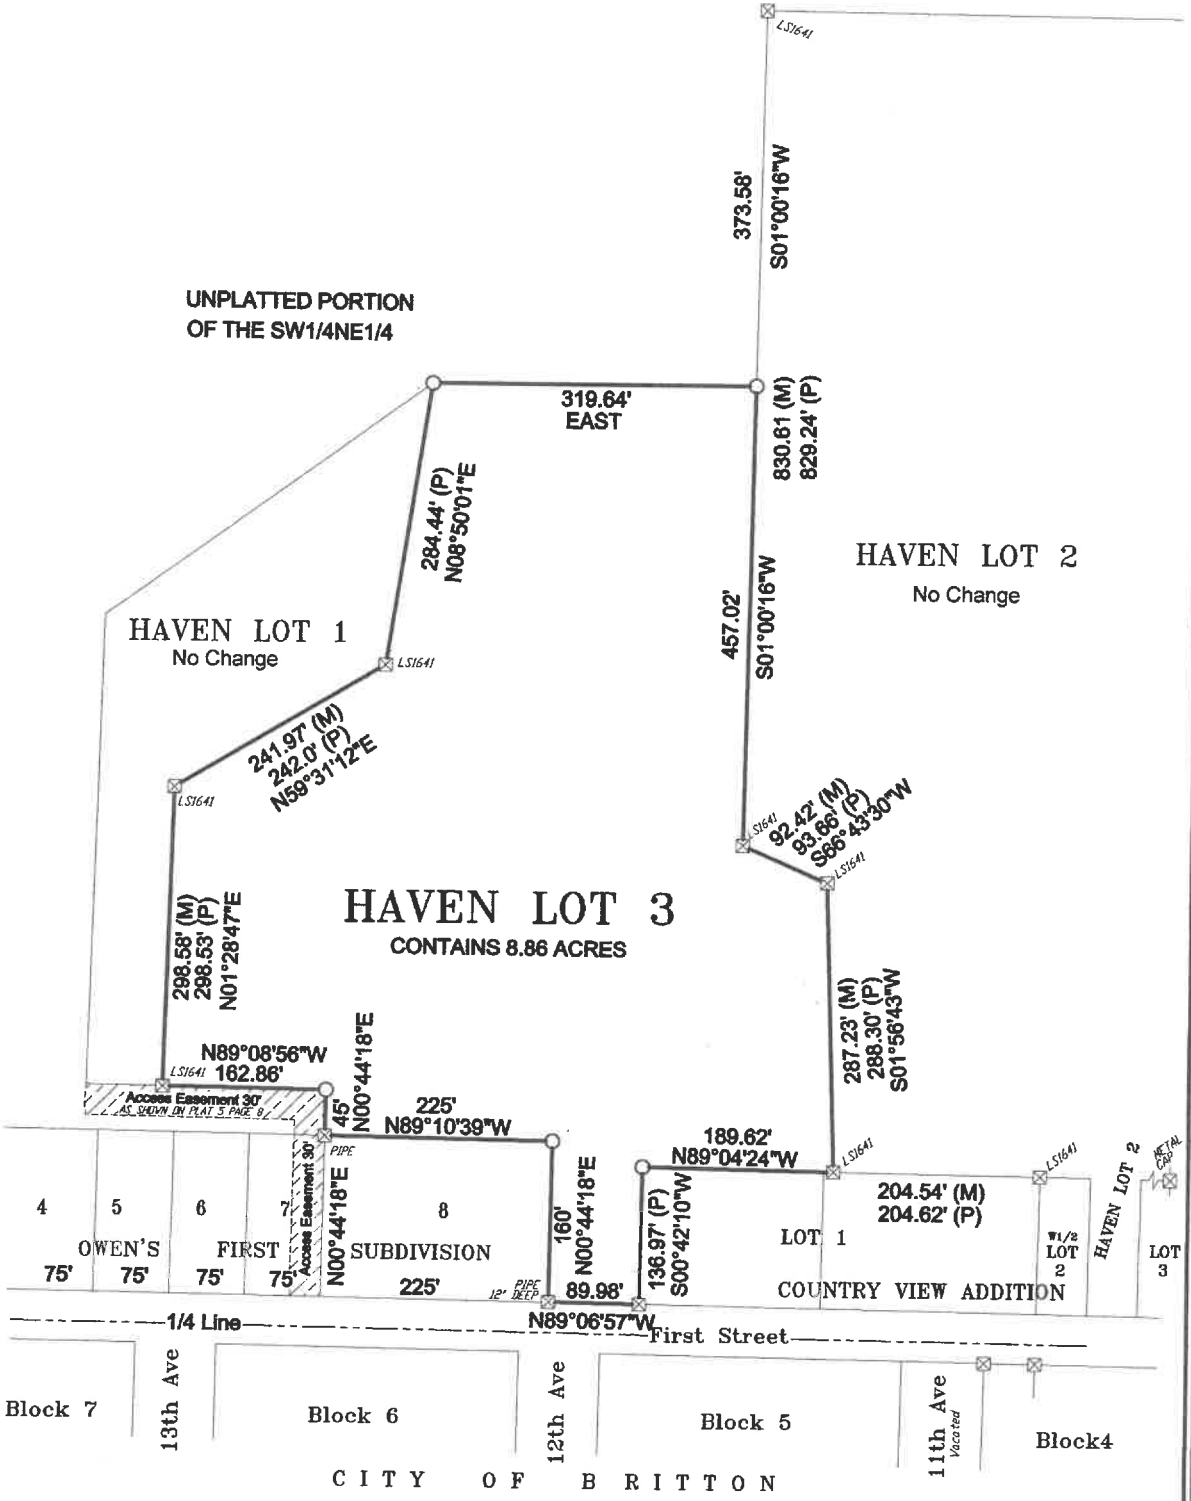 LS1641
373.58'
S01°00'16"W
UNPLATTED PORTION
OF THE SW1/4NE1/4
319.64'
EAST
830.61 (M)
829.24' (P)
284.44' (P)
N08°50'01"E
HAVEN LOT 2
No Change
457.02'
S01°00'16"W
HAVEN LOT 1
No Change
LS1641
241.97' (M)
242.0' (P)
N59°31'12"E
LS1641
LS1641
92.42' (M)
93.66' (P)
S66°43'30"W
LS1641
HAVEN LOT 3
CONTAINS 8.86 ACRES
298.58' (M)
298.53' (P)
N01°28'47"E
287.23' (M)
288.30' (P)
S01°56'43"W
N89°08'56"W
LS1641 162.86'
Access Easement 30'
AS SHOWN ON PLAT 5 PAGE 8
45'
N00°44'18"E
225'
N89°10'39"W
PIPE
189.62'
N89°04'24"W
LS1641
LS1641
METAL
CAP
204.54' (M)
204.62' (P)
HAVEN LOT 2
4
5
6
7
8
Access Easement 30'
N00°44'18"E
160'
N00°44'18"E
136.97' (P)
S00°42'10"W
LOT 1
W1/2
LOT
2
LOT
3
OWEN'S FIRST SUBDIVISION
75'
75'
75'
75'
225'
PIPE
12" DEEP
89.98'
N89°06'57"W
COUNTRY VIEW ADDITION
1/4 Line
First Street
Block 7
13th Ave
Block 6
12th Ave
Block 5
11th Ave
Vacated
Block4
CITY OF BRITTON